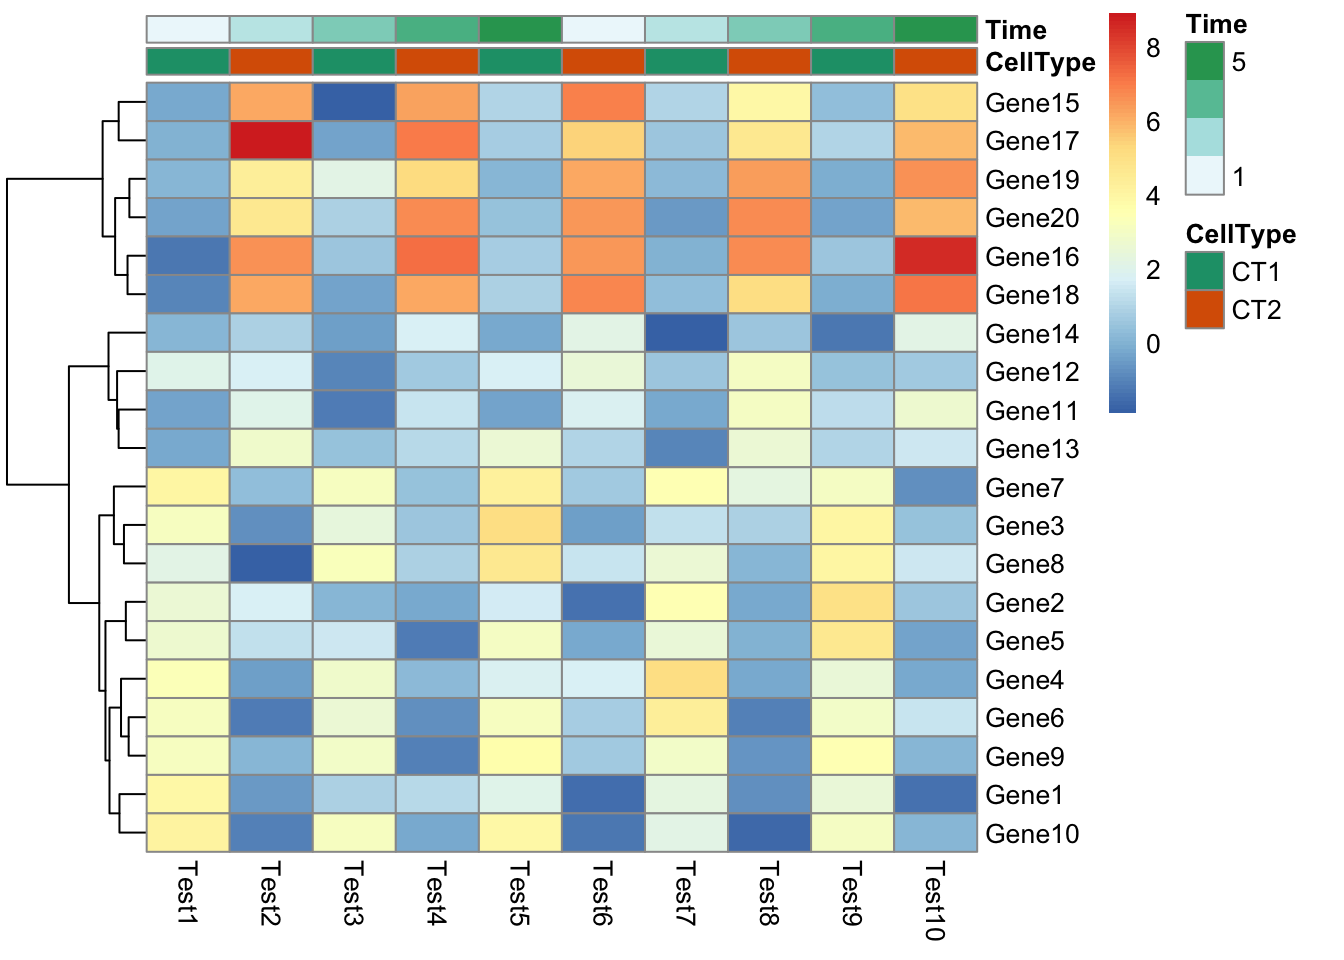 Time
CellType
Gene15
Gene17
Gene19
Gene20
Gene16
Gene18
Gene14
Gene12
Gene11
Gene13
Gene7
Gene3
Gene8
Gene2
Gene5
Gene4
Gene6
Gene9
Gene1
Gene10
Test1 Test2 Test3 Test4 Test5 Test6 Test7 Test8 Test9 Test10
8
6
4
2
0
Time
5
1
CellType
CT1
CT2